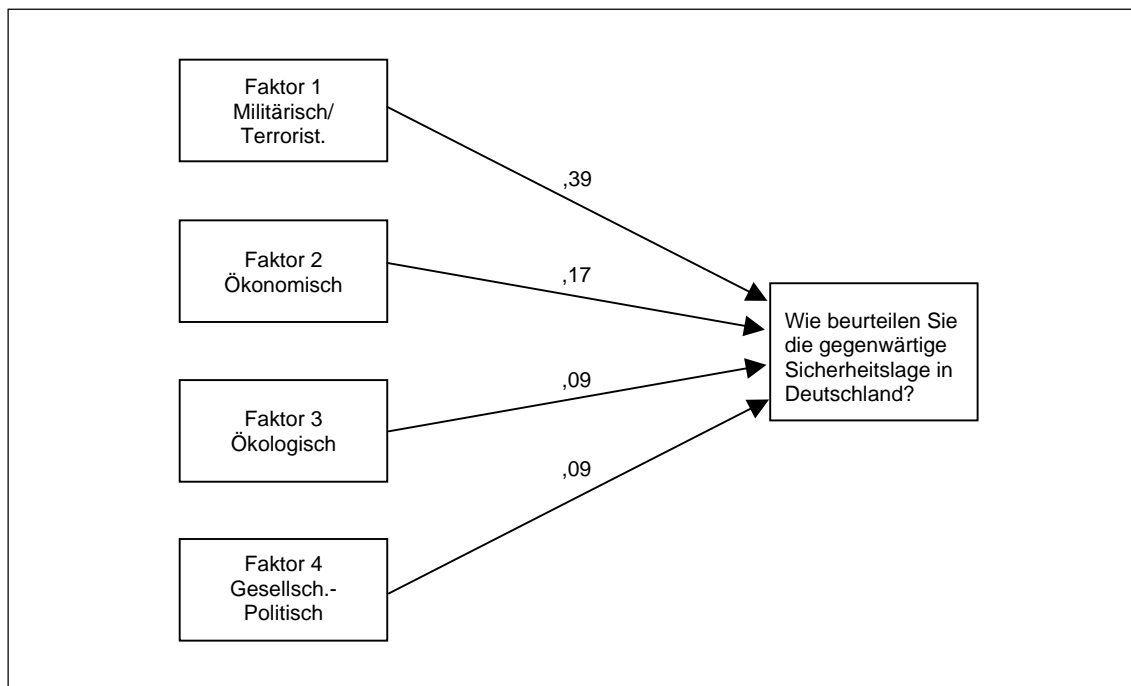 Faktor 1
Militärisch/
Terrorist.
,39
Faktor 2
Ökonomisch
,17
Wie beurteilen Sie
die gegenwärtige
Sicherheitslage in
Deutschland?
Faktor 3
Ökologisch
,09
,09
Faktor 4
Gesellsch.-
Politisch